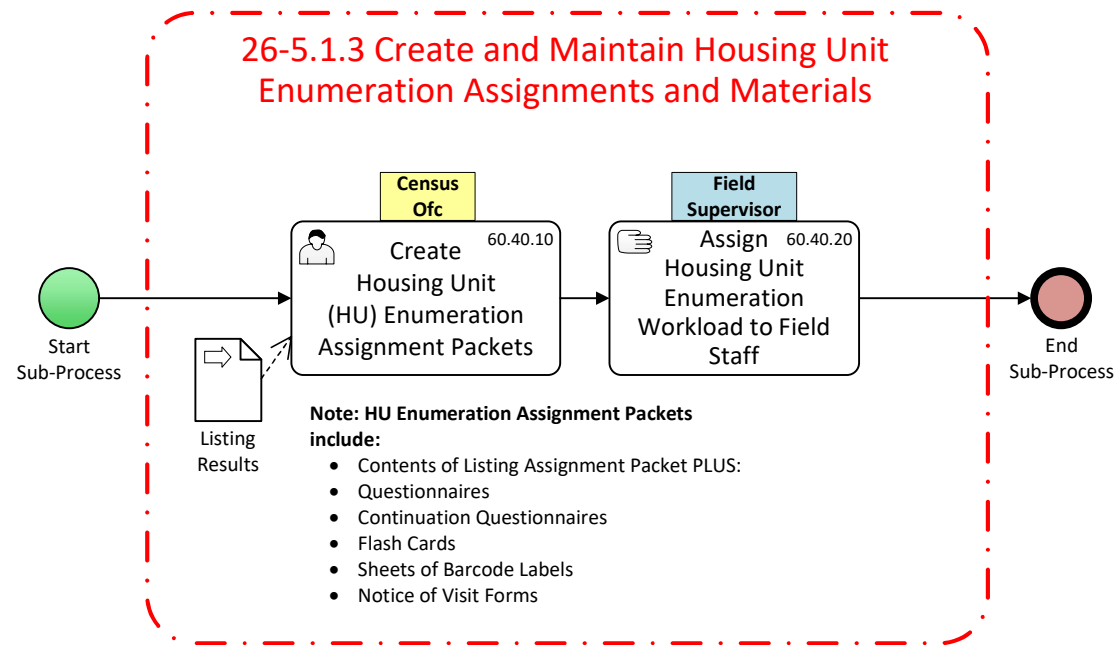 26-5.1.3 Create and Maintain Housing Unit
Enumeration Assignments and Materials
Census
Ofc
60.40.10
Create
Housing Unit
(HU) Enumeration
Assignment Packets
Field
Supervisor
60.40.20
Assign
Housing Unit
Enumeration
Workload to Field
Staff
Start
Sub-Process
End
Sub-Process
Listing
Results
Note: HU Enumeration Assignment Packets
include:
• Contents of Listing Assignment Packet PLUS:
• Questionnaires
• Continuation Questionnaires
• Flash Cards
• Sheets of Barcode Labels
• Notice of Visit Forms